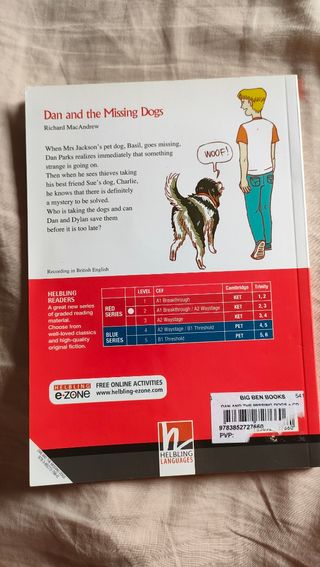 Dan and the Missing Dogs
Richard MacAndrew
When Mrs Jackson's pet dog, Basil, goes missing,
Dan Parks realizes immediately that something
strange is going on.
Then when he sees thieves taking
his best friend Sue's dog, Charlie,
he knows that there is definitely
a mystery to be solved.
Who is taking the dogs and can
Dan and Dylan save them
before it is too late?
WOOF!
Recording in British English
HELBLING
READERS
A great new series
of graded reading
material.
Choose from
well-loved classics
and high-quality
original fiction.
LEVEL CEF Cambridge Trinity
RED SERIES
1 A1 Breakthrough KET 1, 2
2 A1 Breakthrough / A2 Waystage KET 2, 3
3 A2 Waystage KET 3, 4
BLUE SERIES
4 A2 Waystage / B1 Threshold PET 4, 5
5 B1 Threshold PET 5, 6
HELBLING e-zone
FREE ONLINE ACTIVITIES
www.helbling-ezone.com
BIG BEN BOOKS
541
DAN AND THE MISSING DOGS + CD
9783852727660
PVP:
HELBLING
LANGUAGES